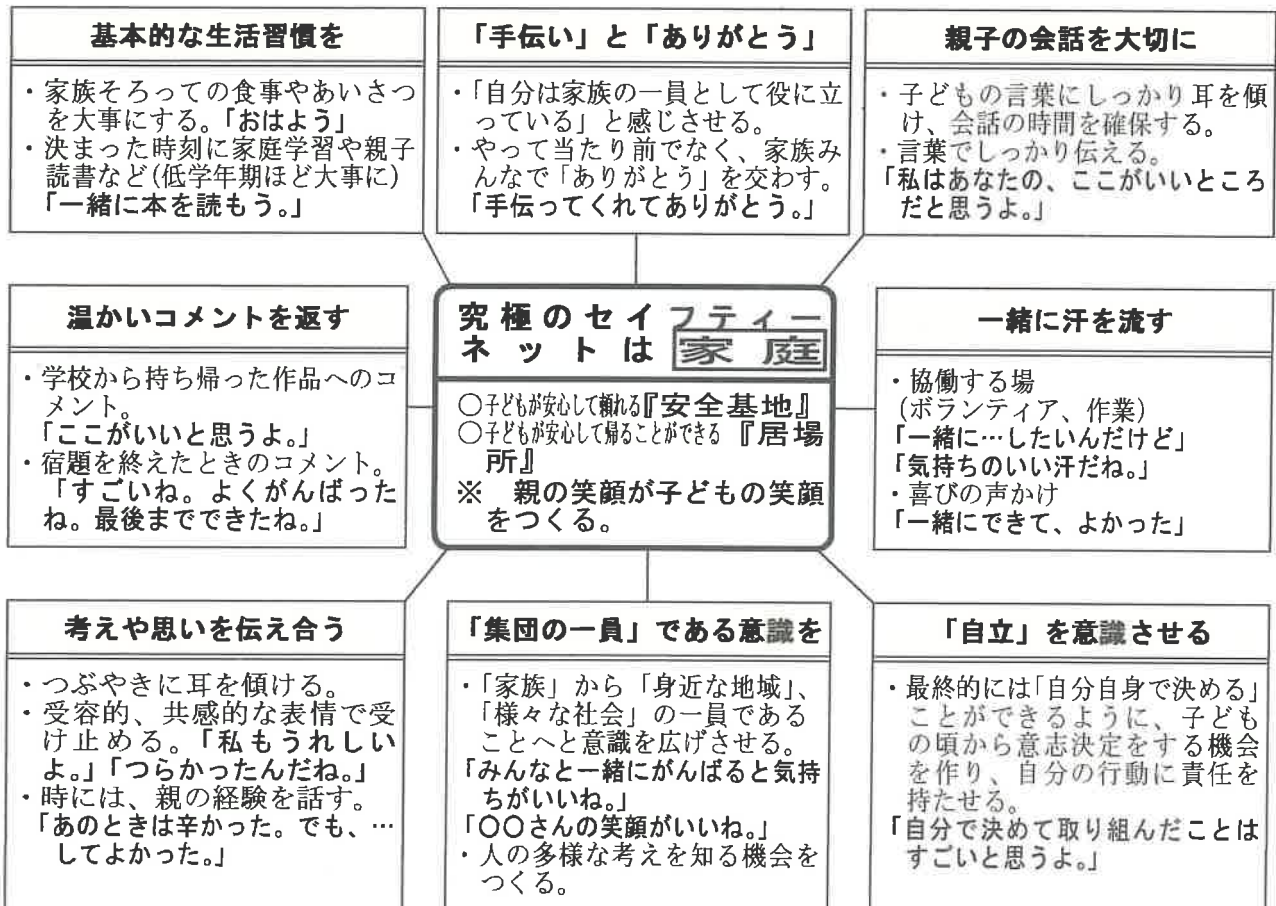 基本的な生活習慣を
・家族そろっての食事やあいさつ
を大事にする。「おはよう」
・決まった時刻に家庭学習や親子
読書など(低学年期ほど大事に)
「一緒に本を読もう。」
「手伝い」と「ありがとう」
・「自分は家族の一員として役に立
っている」と感じさせる。
・やって当たり前でなく、家族み
んなで「ありがとう」を交わす。
「手伝ってくれてありがとう。」
親子の会話を大切に
・子どもの言葉にしっかり耳を傾
け、会話の時間を確保する。
・言葉でしっかり伝える。
「私はあなたの、ここがいいところ
だと思うよ。」
温かいコメントを返す
・学校から持ち帰った作品へのコ
メント。
「ここがいいと思うよ。」
・宿題を終えたときのコメント。
「すごいね。よくがんばった
ね。最後までできたね。」
究極のセイフティー
ネットは家庭
○子どもが安心して頼れる『安全基地』
○子どもが安心して帰ることができる『居場
所』
※ 親の笑顔が子どもの笑顔
をつくる。
一緒に汗を流す
・協働する場
(ボランティア、作業)
「一緒に…したいんだけど」
「気持ちのいい汗だね。」
・喜びの声かけ
「一緒にできて、よかった」
考えや思いを伝え合う
・つぶやきに耳を傾ける。
・受容的、共感的な表情で受
け止める。「私もうれしい
よ。」「つらかったんだね。」
・時には、親の経験を話す。
「あのときは辛かった。でも、…
してよかった。」
「集団の一員」である意識を
・「家族」から「身近な地域」、
「様々な社会」の一員である
ことへと意識を広げさせる。
「みんなと一緒にがんばると気持
ちがいいね。」
「○○さんの笑顔がいいね。」
・人の多様な考えを知る機会を
つくる。
「自立」を意識させる
・最終的には「自分自身で決める」
ことができるように、子ども
の頃から意志決定をする機会
を作り、自分の行動に責任を
持たせる。
「自分で決めて取り組んだことは
すごいと思うよ。」